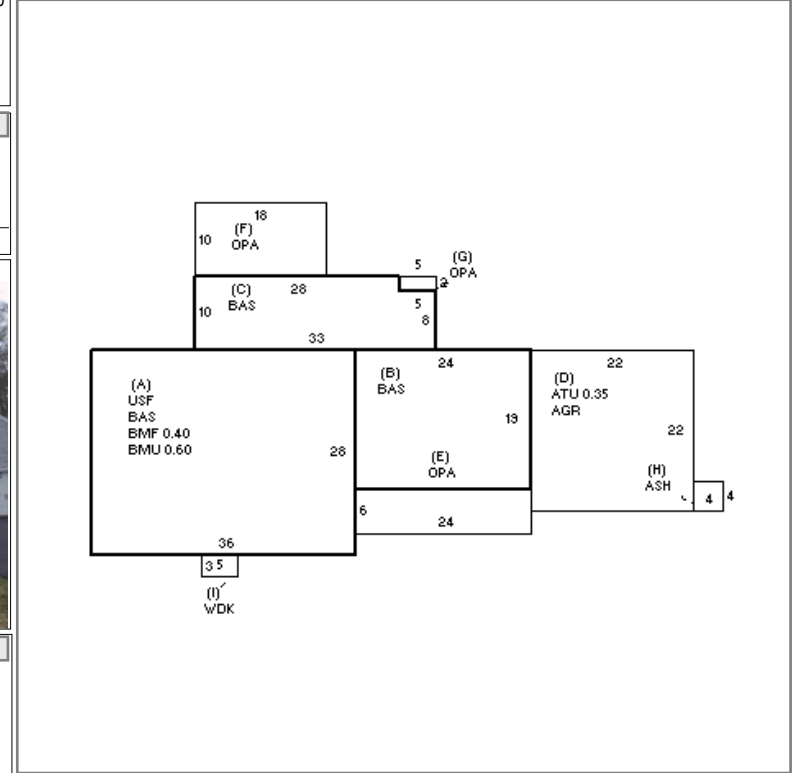 18
(F)
10
OPA
(G)
5
OPA
2
(C)
28
BAS
5
10
8
33
24
22
(B)
(D)
(A)
BAS
ATU 0.35
USF
AGR
BAS
19
22
BMF 0.40
BMU 0.60
28
(E)
(H)
OPA
ASH
4
4
6
24
36
3 5
(I)
WDK